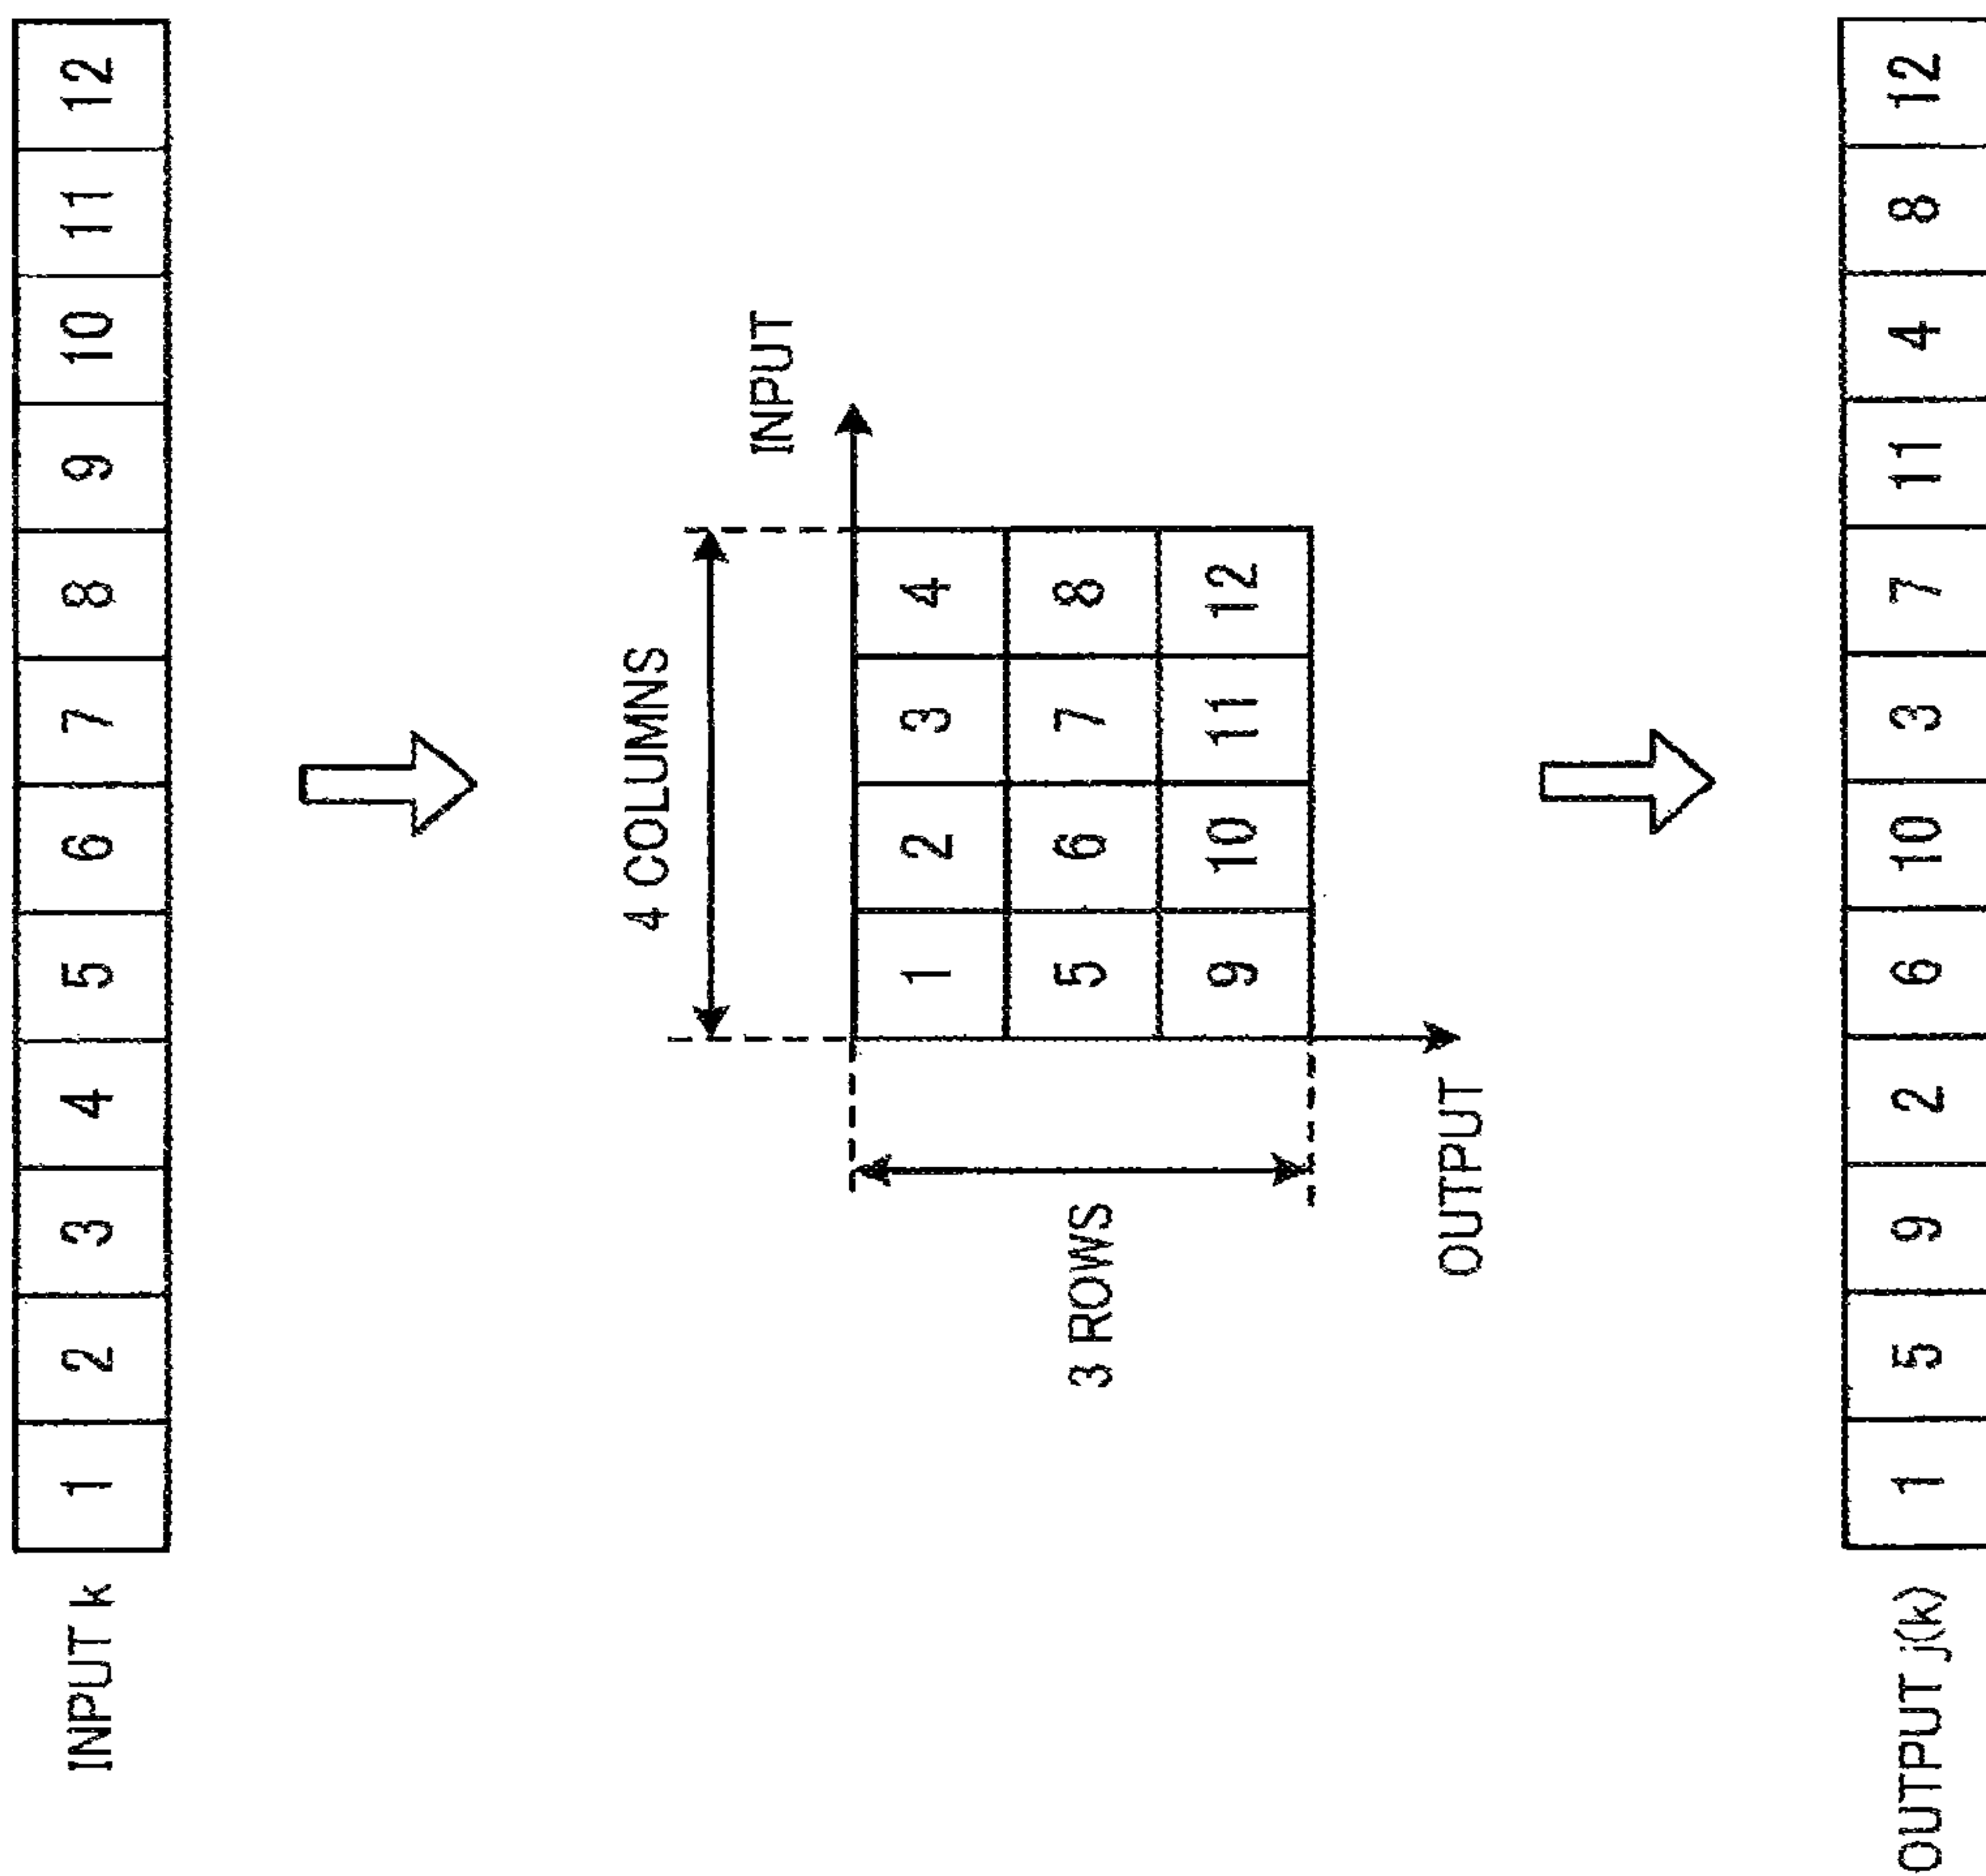 INPUT k 1 2 3 4 5 6 7 8 9 10 11 12
4 COLUMNS
INPUT
3 ROWS
1 2 3 4
5 6 7 8
9 10 11 12
OUTPUT
OUTPUT j(k) 1 5 9 2 6 10 3 7 11 4 8 12